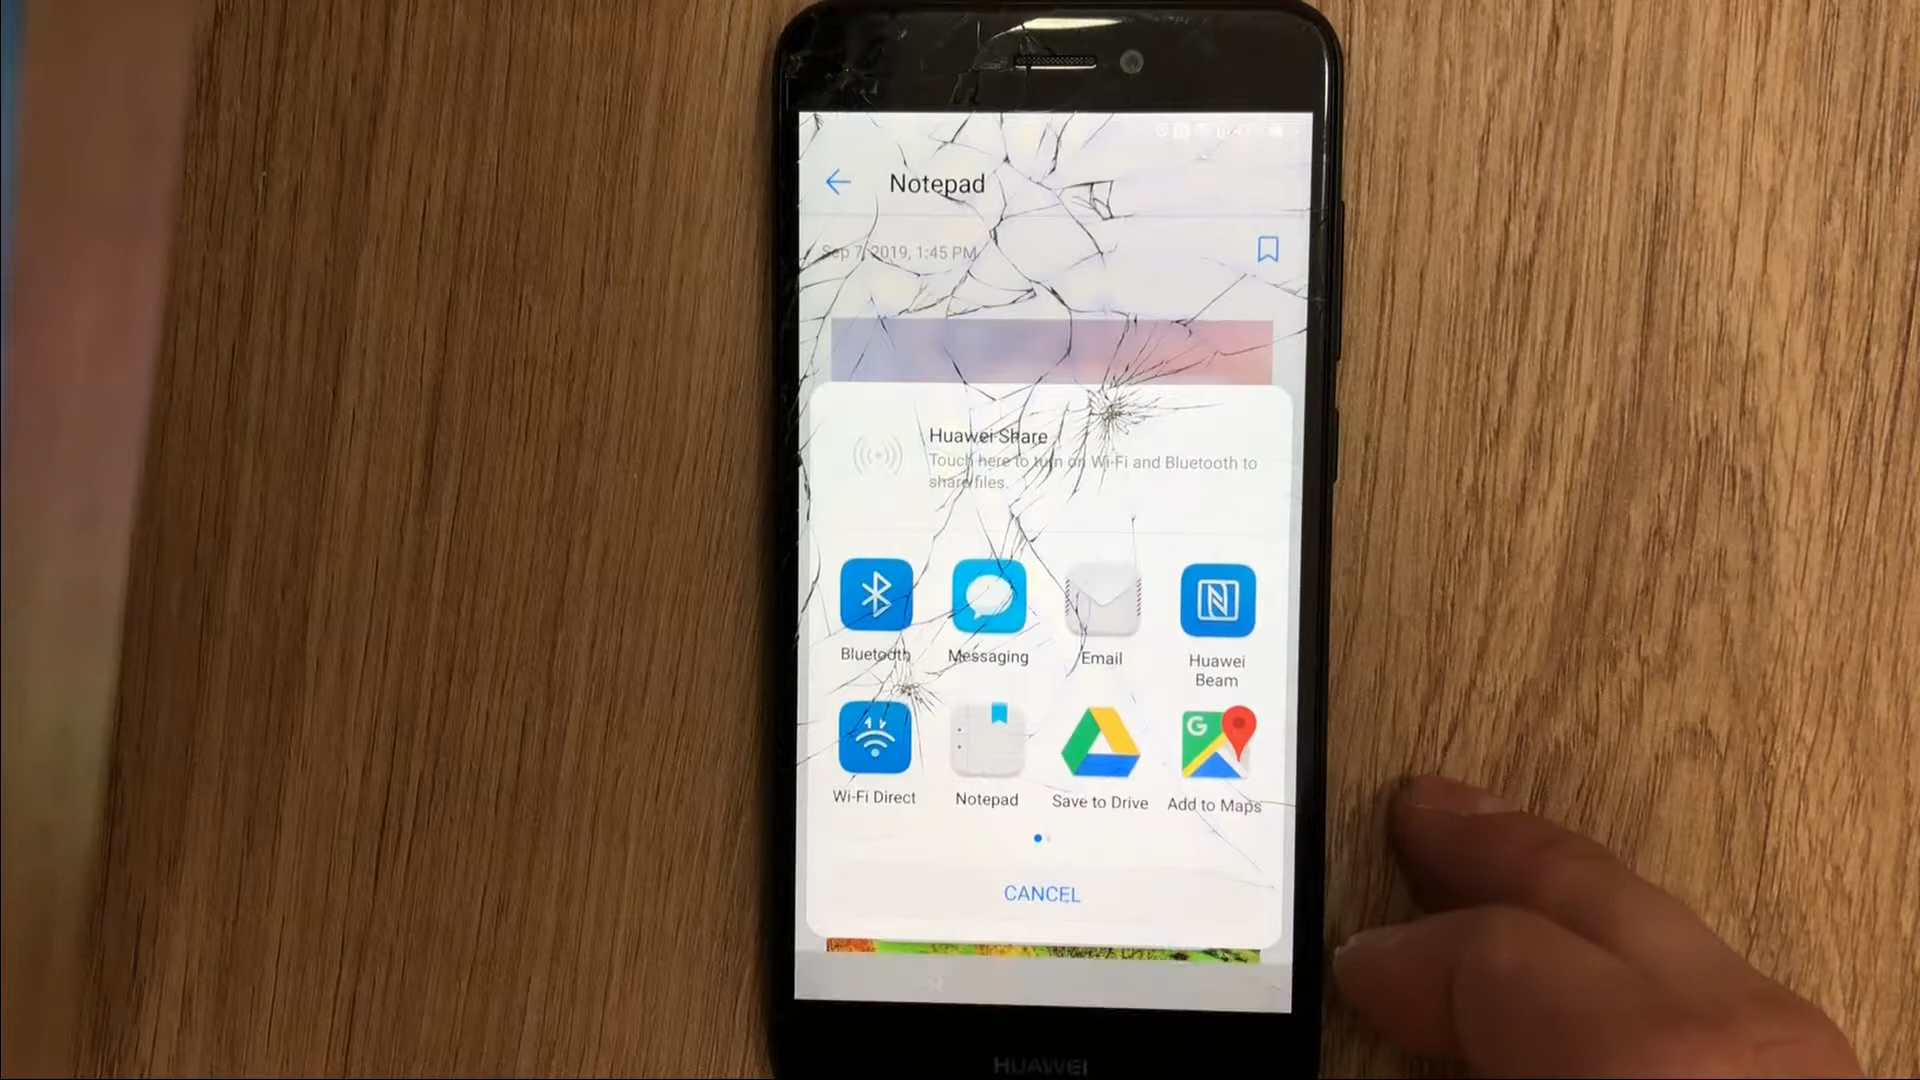 Notepad
Sep 7, 2019, 1:45 PM
Huawei Share
Touch here to turn on Wi-Fi and Bluetooth to
share files.
Bluetooth
Messaging
Email
Huawei
Beam
Wi-Fi Direct
Notepad
G
Save to Drive
Add to Maps
CANCEL
HUAWEI